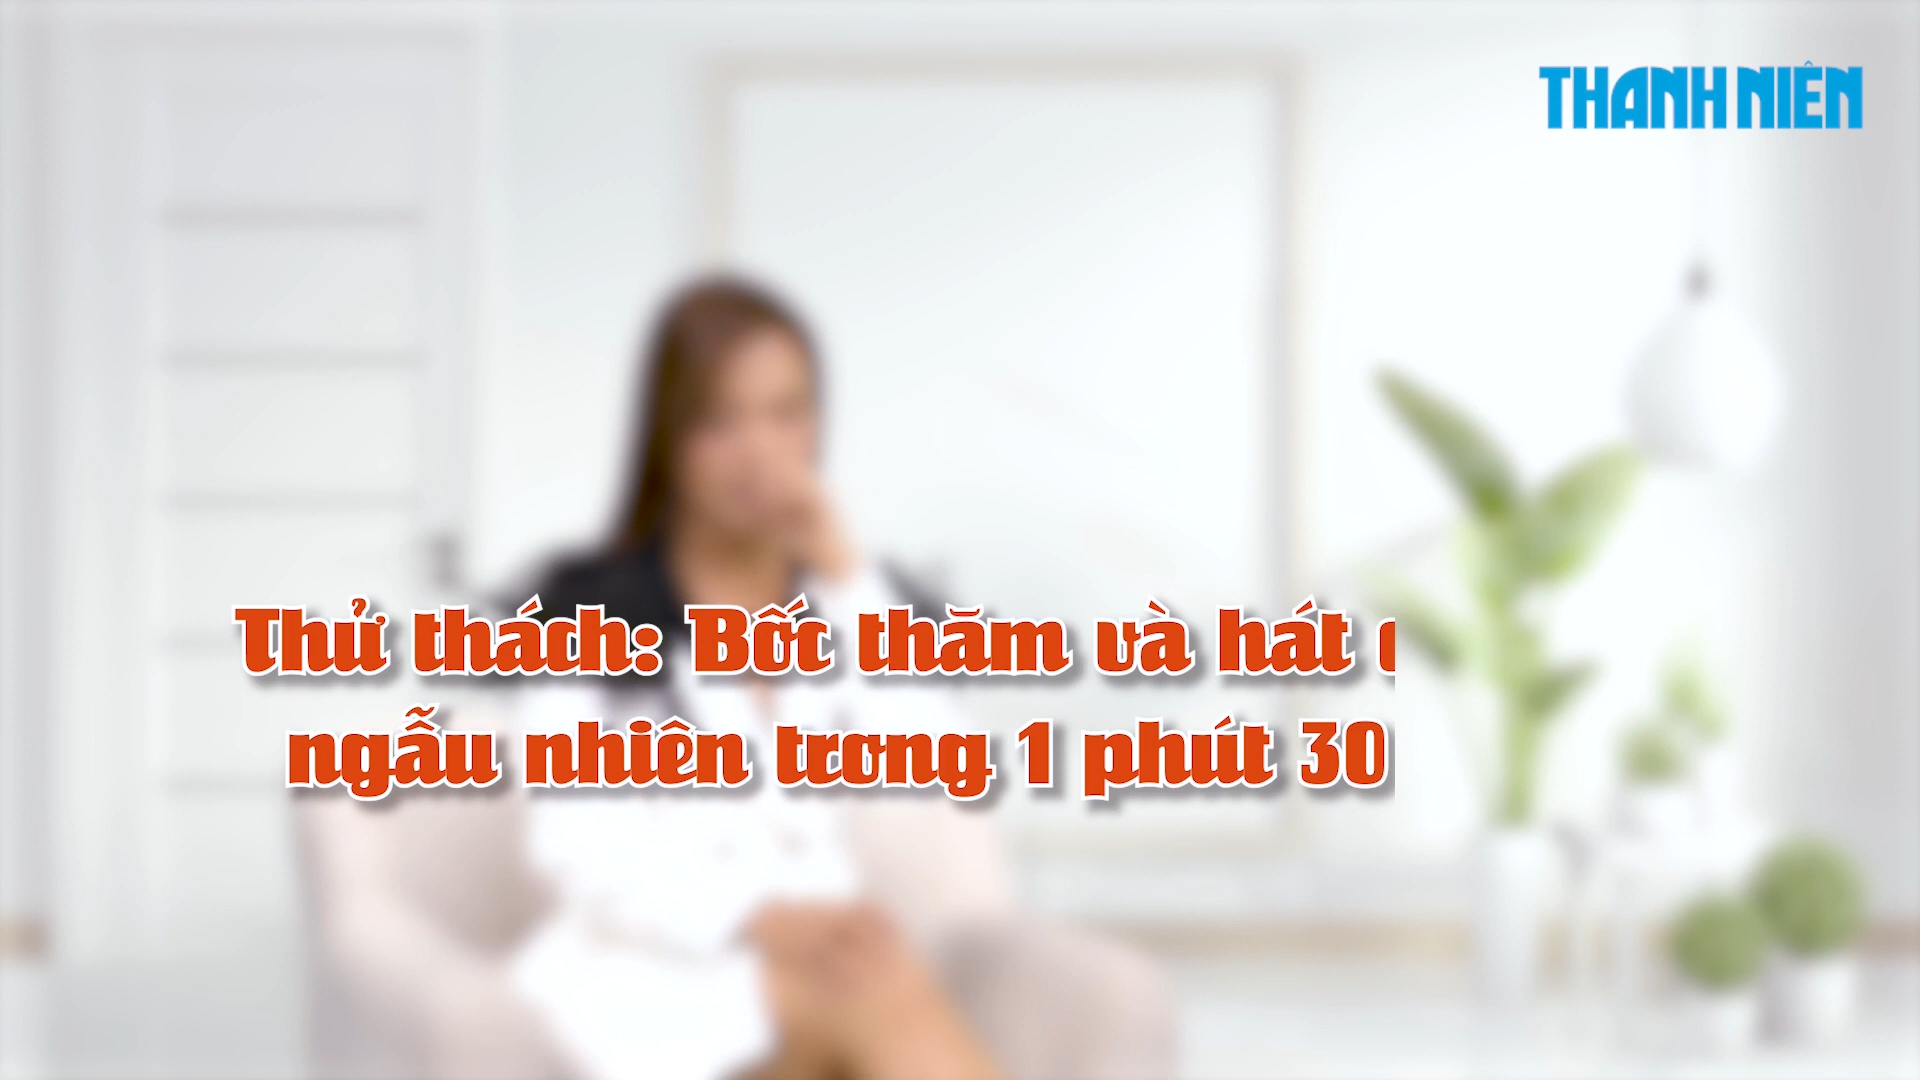 THANH NIÊN
Thử thách: Bốc thăm và hát
ngẫu nhiên trong 1 phút 30